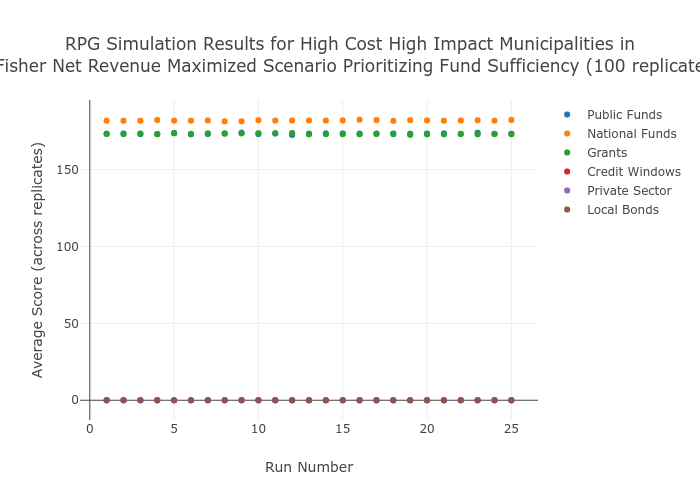 RPG Simulation Results for High Cost High Impact Municipalities in
Fisher Net Revenue Maximized Scenario Prioritizing Fund Sufficiency (100 replicate
Average Score (across replicates)
150
100
50
0
0 5 10 15 20 25
Run Number
Public Funds
National Funds
Grants
Credit Windows
Private Sector
Local Bonds